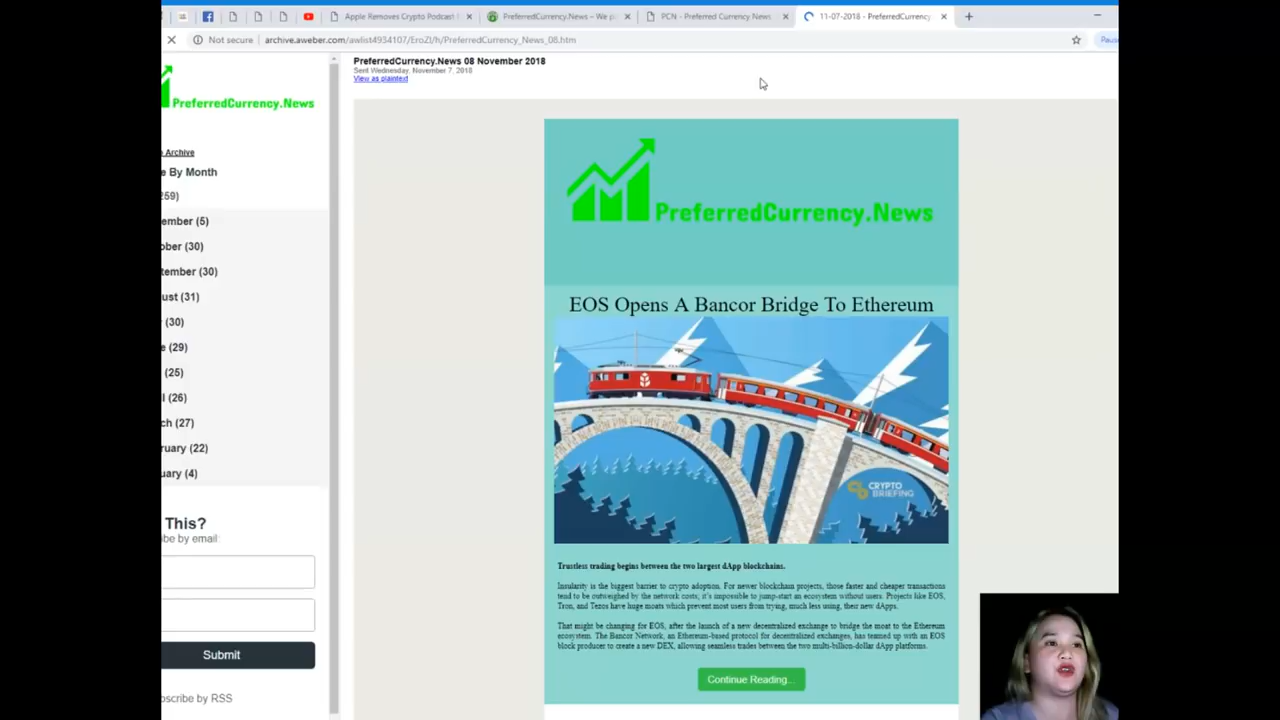 Apple Removes Crypto Podcast
PreferredCurrency.News – We p
PCN - Preferred Currency News
11-07-2018 - PreferredCurrency
Not secure
archive.aweber.com/awlist4934107/EroZI/h/PreferredCurrency_News_08.htm
Paus
PreferredCurrency.News 08 November 2018
Sent Wednesday, November 7, 2018
View as plaintext
PreferredCurrency.News
Archive
e By Month
259)
ember (5)
ober (30)
tember (30)
ust (31)
(30)
e (29)
(25)
il (26)
ch (27)
ruary (22)
uary (4)
This?
be by email:
Submit
scribe by RSS
PreferredCurrency.News
EOS Opens A Bancor Bridge To Ethereum
CRYPTO
BRIEFING
Trustless trading begins between the two largest dApp blockchains.
Insularity is the biggest barrier to crypto adoption. For newer blockchain projects, those faster and cheaper transactions
tend to be outweighed by the network costs; it's impossible to jump-start an ecosystem without users. Projects like EOS,
Tron, and Tezos have huge moats which prevent most users from trying, much less using, their new dApps.
That might be changing for EOS, after the launch of a new decentralized exchange to bridge the moat to the Ethereum
ecosystem. The Bancor Network, an Ethereum-based protocol for decentralized exchanges, has teamed up with an EOS
block producer to create a new DEX, allowing seamless trades between the two multi-billion-dollar dApp platforms.
Continue Reading...